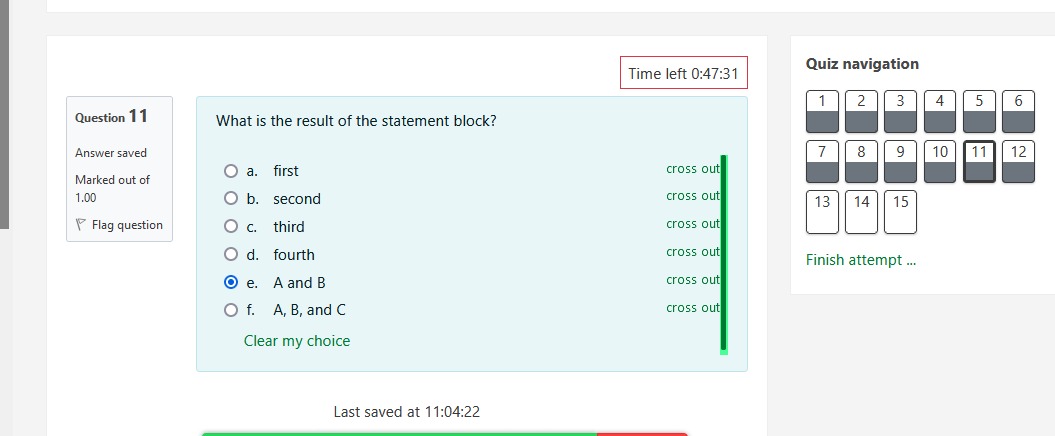 Time left 0:47:31
Question 11
Answer saved
Marked out of
1.00
Flag question
What is the result of the statement block?
a. first cross out
b. second cross out
c. third cross out
d. fourth cross out
e. A and B cross out
f. A, B, and C cross out
Clear my choice
Last saved at 11:04:22
Quiz navigation
1 2 3 4 5 6
7 8 9 10 11 12
13 14 15
Finish attempt ...